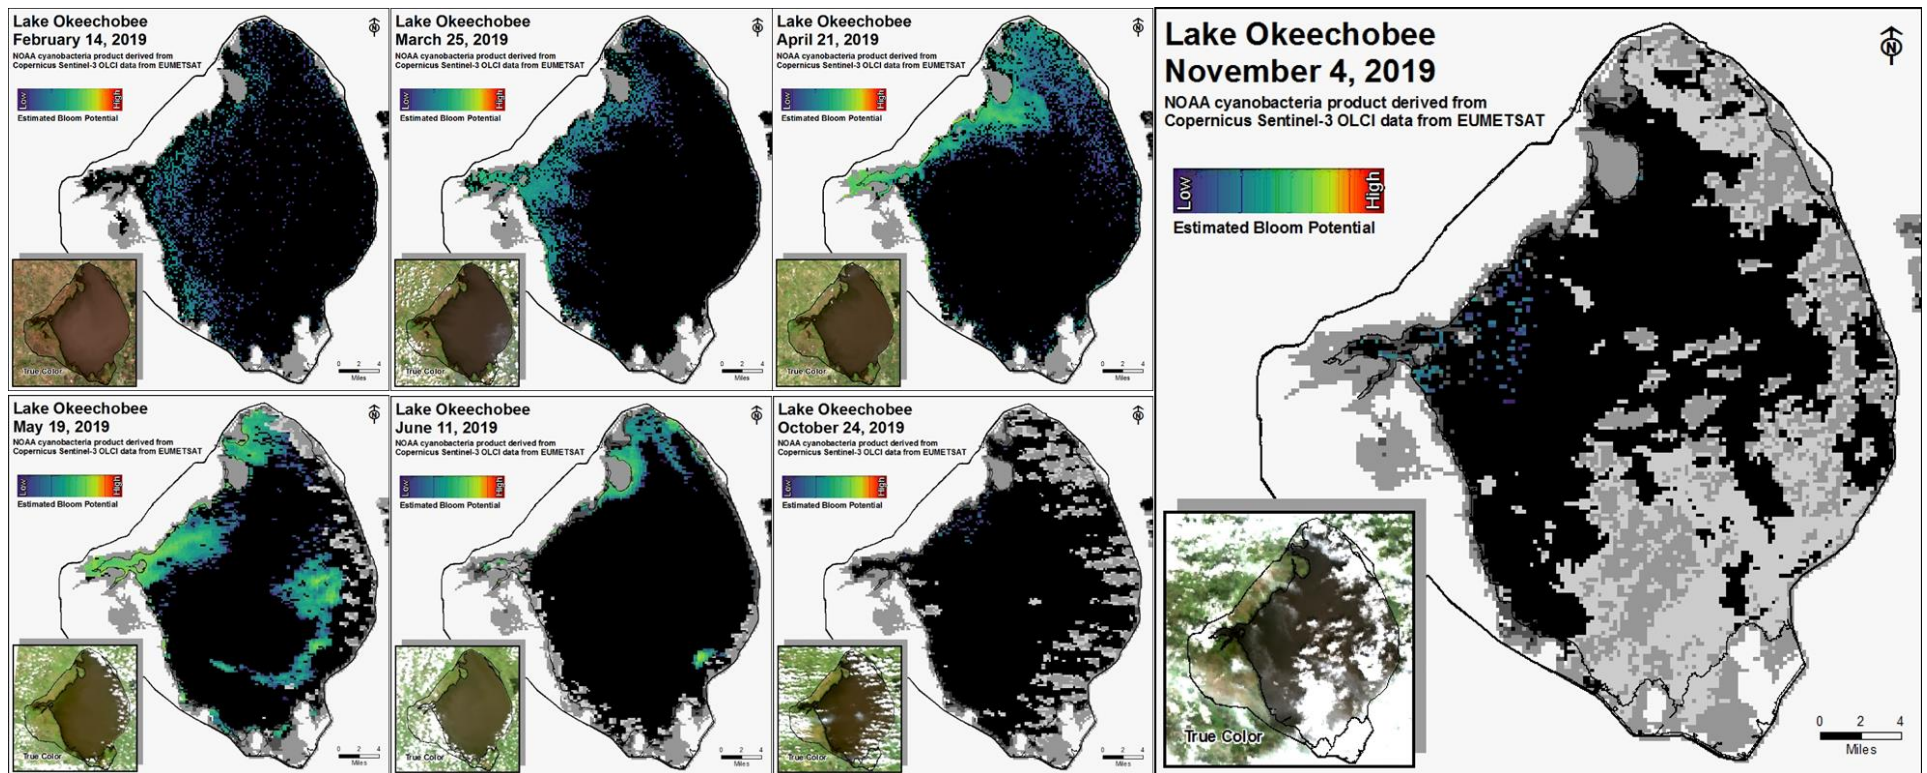 Lake Okeechobee
February 14, 2019
NOAA cyanobacteria product derived from
Copernicus Sentinel-3 OLCI data from EUMETSAT
N
Low
High
Estimated Bloom Potential
True Color
0 2 4
Miles
Lake Okeechobee
March 25, 2019
NOAA cyanobacteria product derived from
Copernicus Sentinel-3 OLCI data from EUMETSAT
N
Low
High
Estimated Bloom Potential
True Color
0 2 4
Miles
Lake Okeechobee
April 21, 2019
NOAA cyanobacteria product derived from
Copernicus Sentinel-3 OLCI data from EUMETSAT
N
Low
High
Estimated Bloom Potential
True Color
0 2 4
Miles
Lake Okeechobee
May 19, 2019
NOAA cyanobacteria product derived from
Copernicus Sentinel-3 OLCI data from EUMETSAT
N
Low
High
Estimated Bloom Potential
True Color
0 2 4
Miles
Lake Okeechobee
June 11, 2019
NOAA cyanobacteria product derived from
Copernicus Sentinel-3 OLCI data from EUMETSAT
N
Low
High
Estimated Bloom Potential
True Color
0 2 4
Miles
Lake Okeechobee
October 24, 2019
NOAA cyanobacteria product derived from
Copernicus Sentinel-3 OLCI data from EUMETSAT
N
Low
High
Estimated Bloom Potential
True Color
0 2 4
Miles
Lake Okeechobee
November 4, 2019
NOAA cyanobacteria product derived from
Copernicus Sentinel-3 OLCI data from EUMETSAT
N
Low
High
Estimated Bloom Potential
True Color
0 2 4
Miles